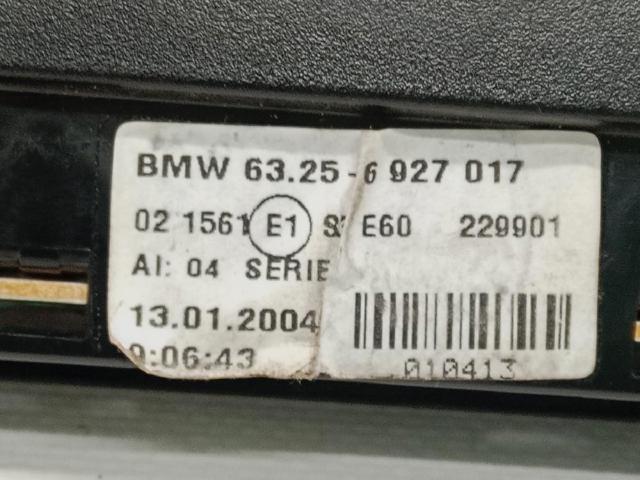 BMW 63.25-6 927 017
02 1561 E1 E60 229901
AI: 04 SERIE
13.01.2004
:06:43
010413